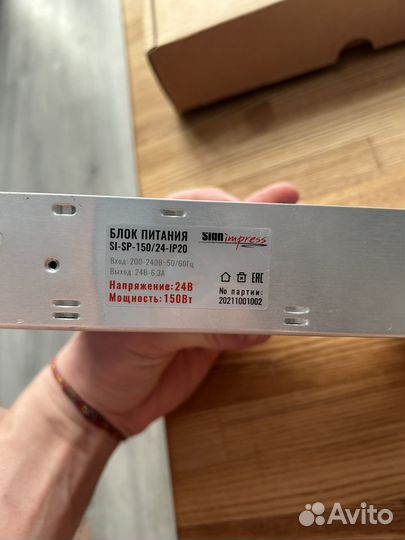 БЛОК ПИТАНИЯ
SI-SP-150/24-IP20
Sign impress
Вход: 200-240В~50/60Гц
Выход: 24В-6,3А
Напряжение: 24В
Мощность: 150Вт
EAC
No партии:
20211001002
Avito